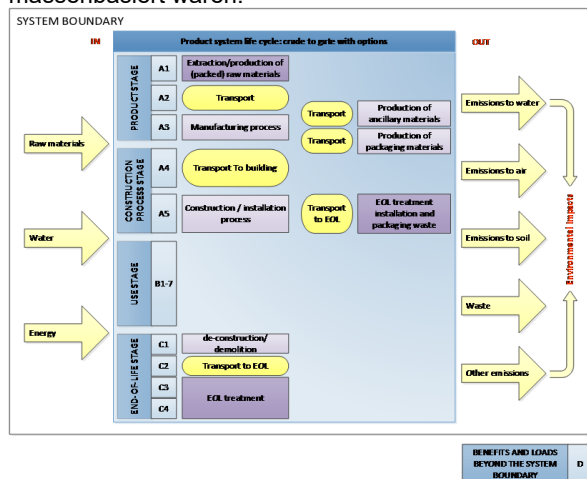 massenbasiert waren.
SYSTEM BOUNDARY
IN
Product system life cycle: crude to gate with options
OUT
PRODUCT STAGE
A1
Extraction/production of
(packed) raw materials
A2
Transport
A3
Manufacturing process
Transport
Production of
ancillary materials
Transport
Production of
packaging materials
CONSTRUCTION
PROCESS STAGE
A4
Transport To building
A5
Construction / installation
process
Transport
to EOL
EOL treatment
installation and
packaging waste
USE STAGE
B1-7
END-OF-LIFE STAGE
C1
de-construction/
demolition
C2
Transport to EOL
C3
C4
EOL treatment
Raw materials
Water
Energy
Emissions to water
Emissions to air
Emissions to soil
Waste
Other emissions
Environmental Impacts
BENEFITS AND LOADS
BEYOND THE SYSTEM
BOUNDARY
D